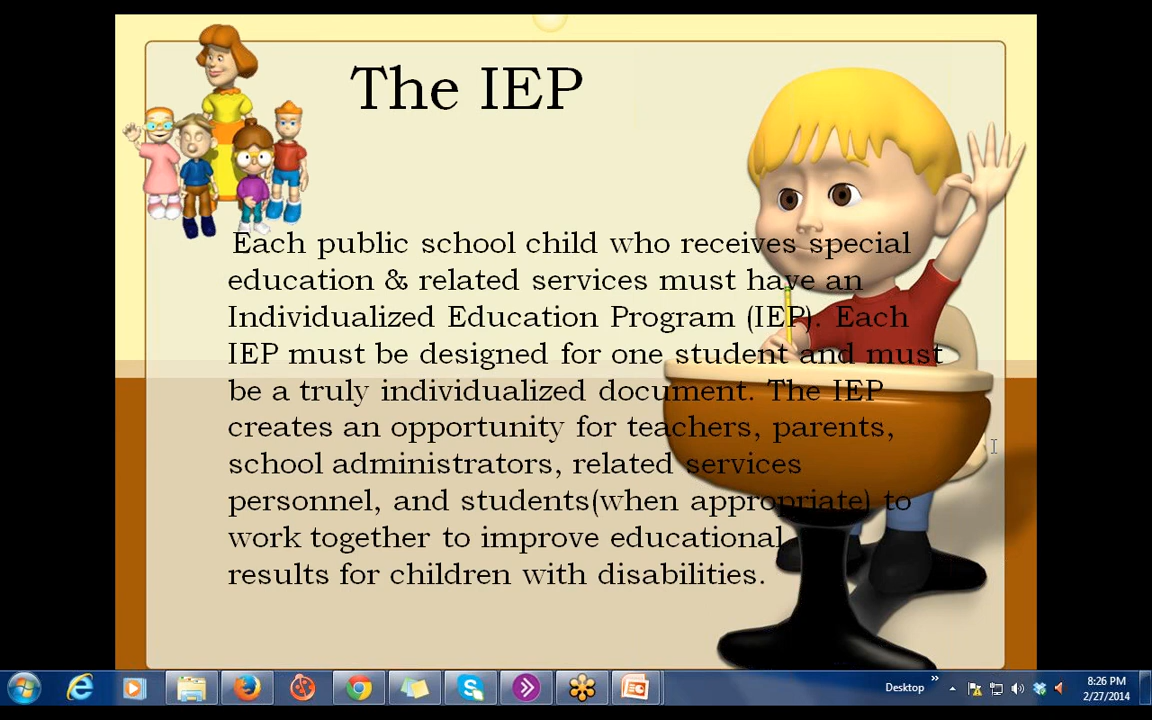 The IEP
Each public school child who receives special
education & related services must have an
Individualized Education Program (IEP). Each
IEP must be designed for one student and must
be a truly individualized document. The IEP
creates an opportunity for teachers, parents,
school administrators, related services
personnel, and students(when appropriate) to
work together to improve educational
results for children with disabilities.
Desktop
8:26 PM
2/27/2014